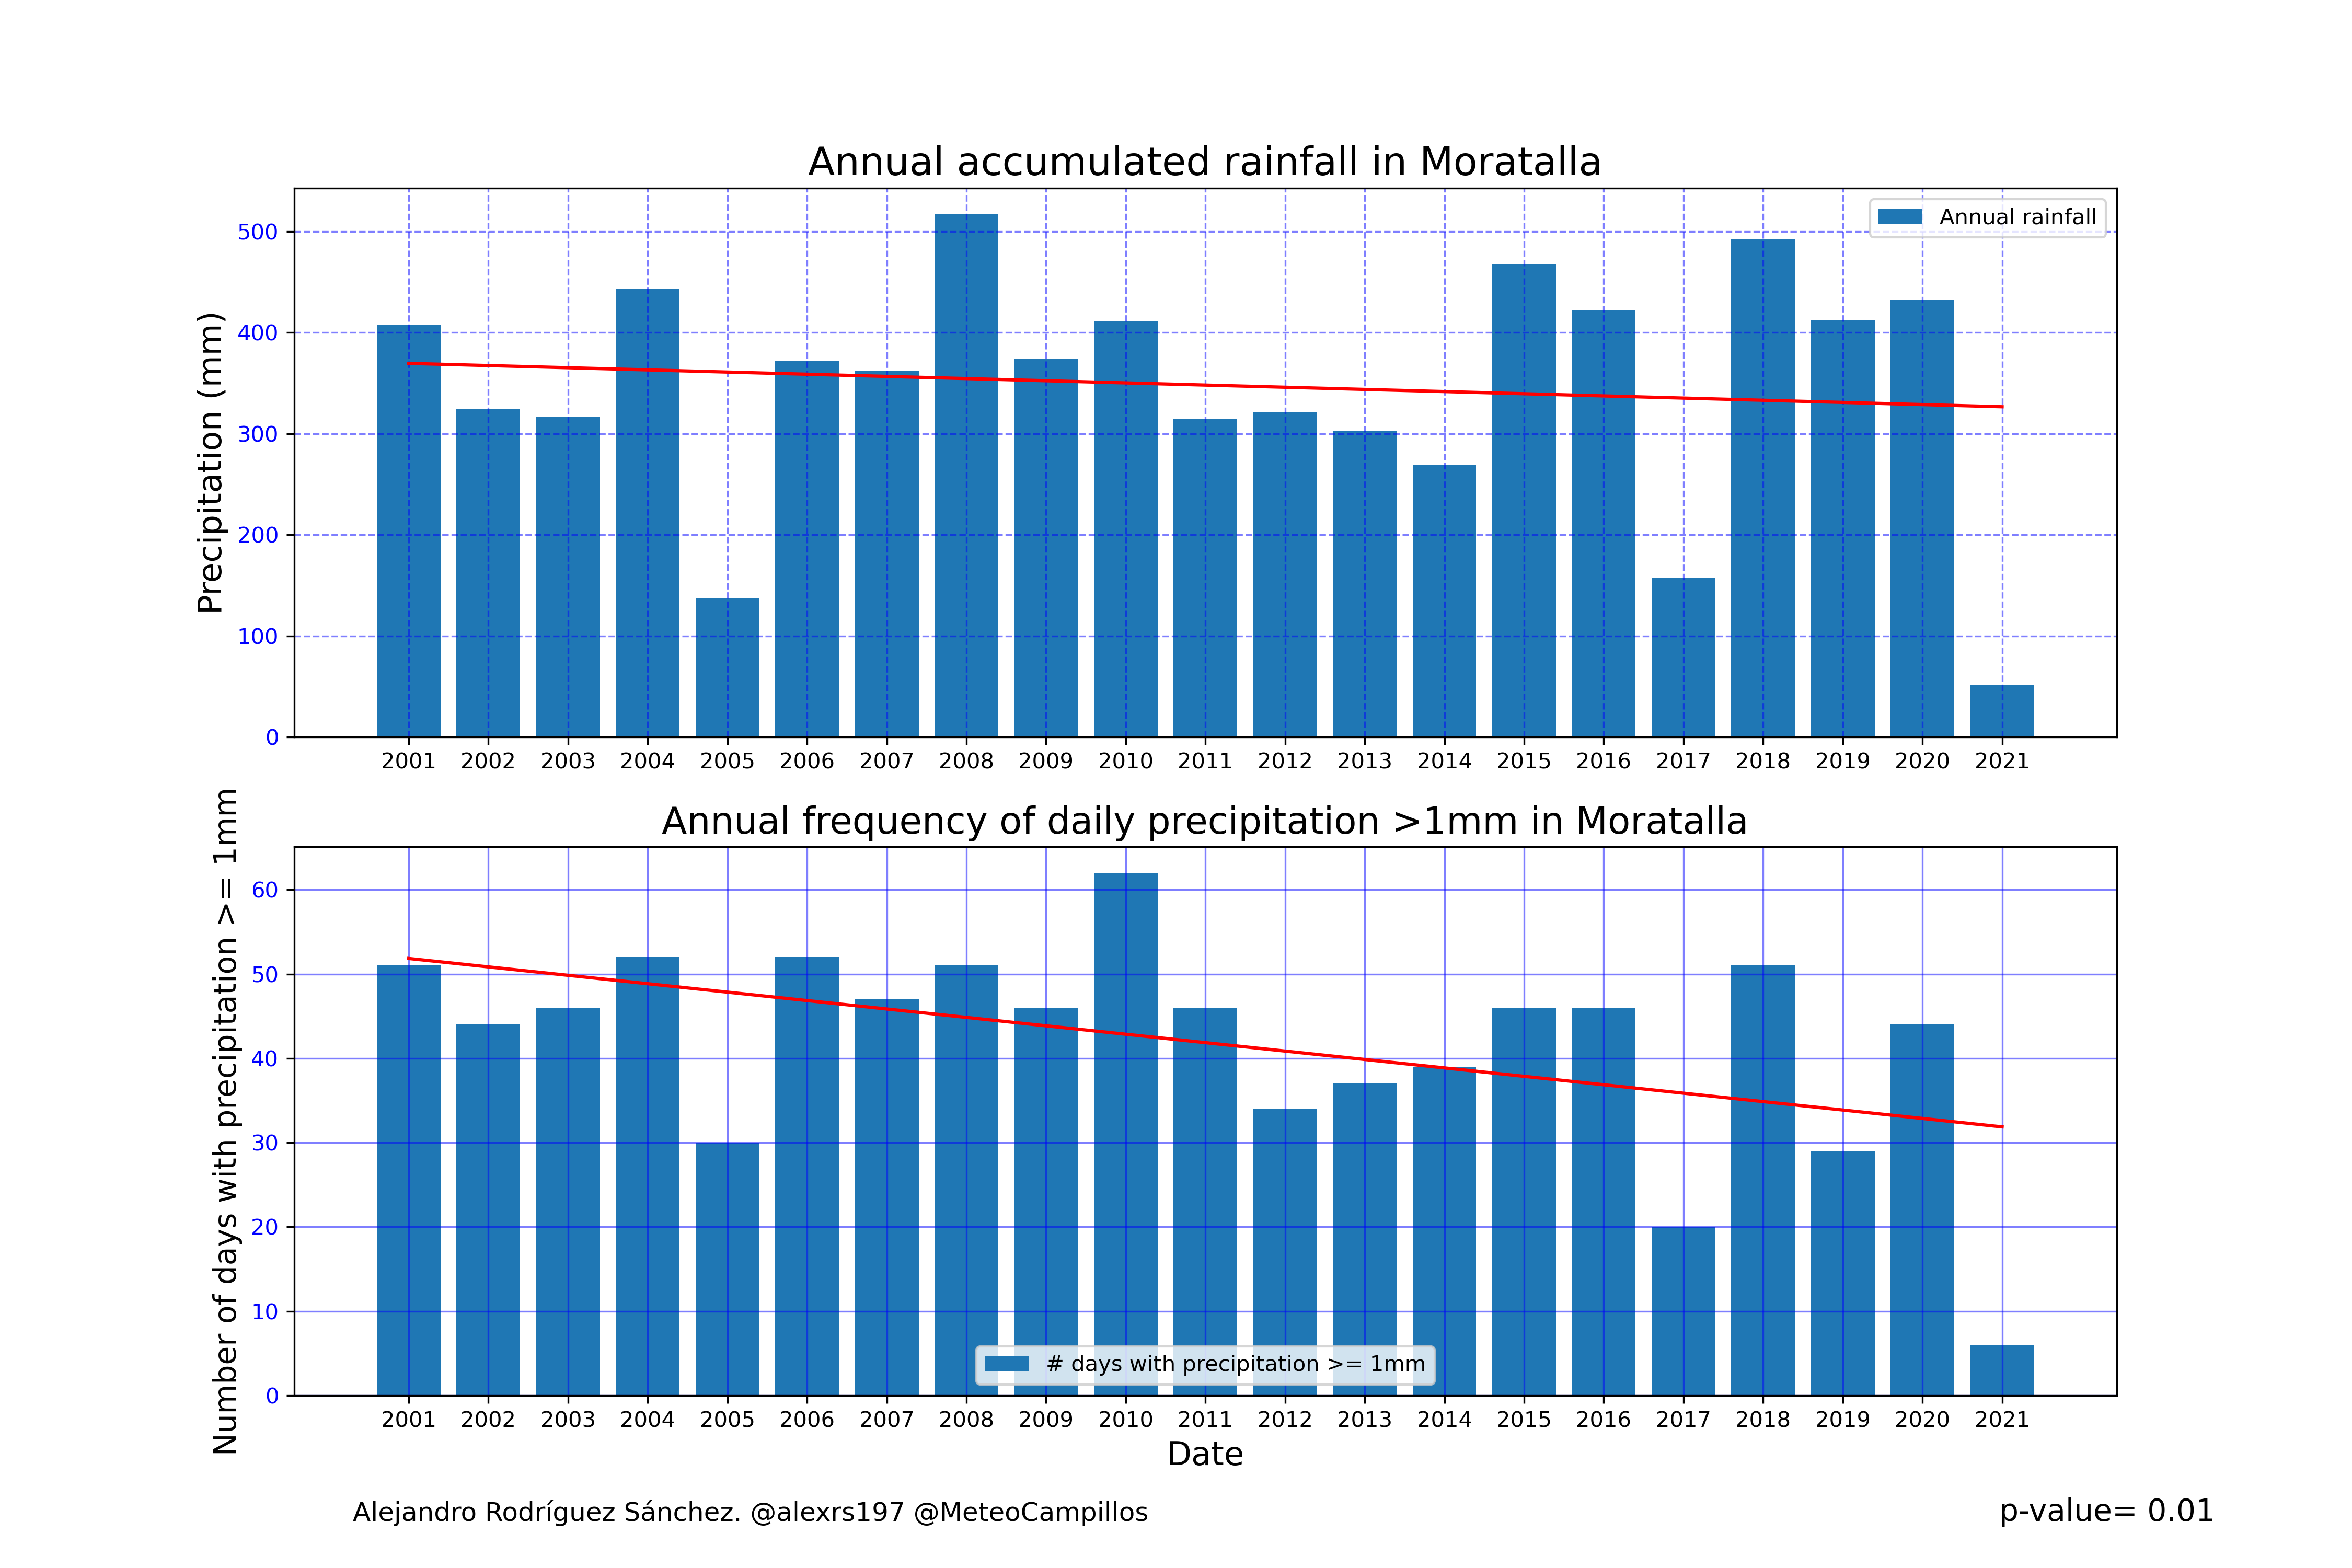 Annual accumulated rainfall in Moratalla
Precipitation (mm)
500
400
300
200
100
0
Annual rainfall
2001 2002 2003 2004 2005 2006 2007 2008 2009 2010 2011 2012 2013 2014 2015 2016 2017 2018 2019 2020 2021
Annual frequency of daily precipitation >1mm in Moratalla
Number of days with precipitation >= 1mm
60
50
40
30
20
10
0
# days with precipitation >= 1mm
2001 2002 2003 2004 2005 2006 2007 2008 2009 2010 2011 2012 2013 2014 2015 2016 2017 2018 2019 2020 2021
Date
Alejandro Rodríguez Sánchez. @alexrs197 @MeteoCampillos
p-value= 0.01